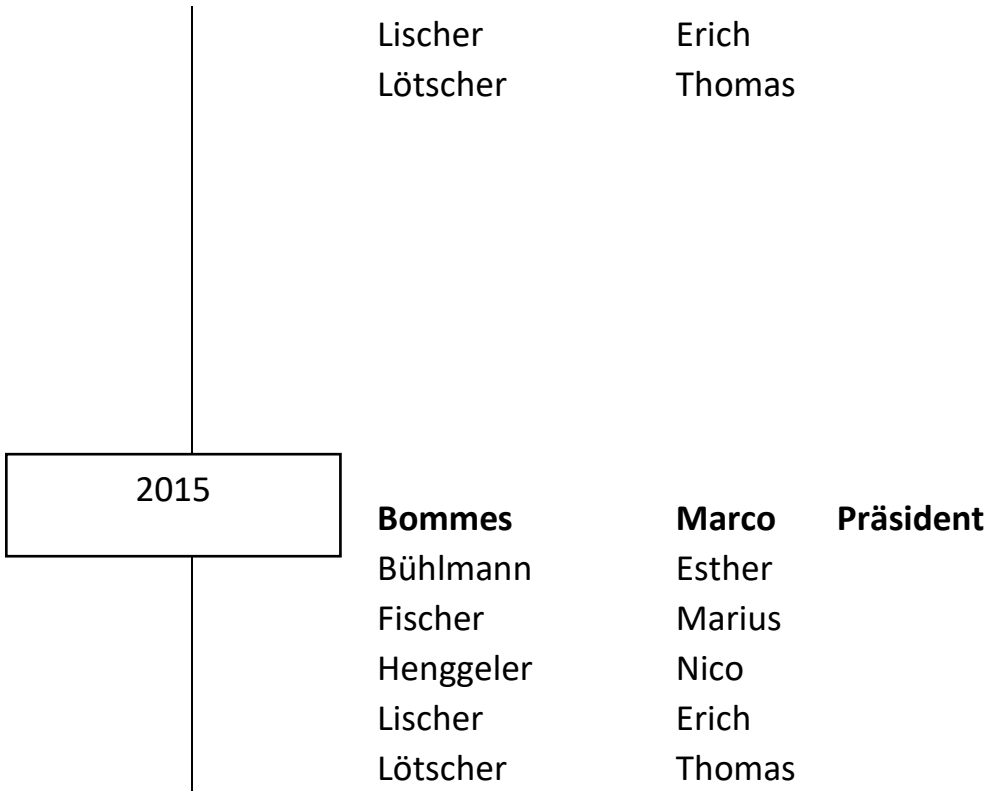 Lischer Erich
Lötscher Thomas
2015
Bommes Marco Präsident
Bühlmann Esther
Fischer Marius
Henggeler Nico
Lischer Erich
Lötscher Thomas